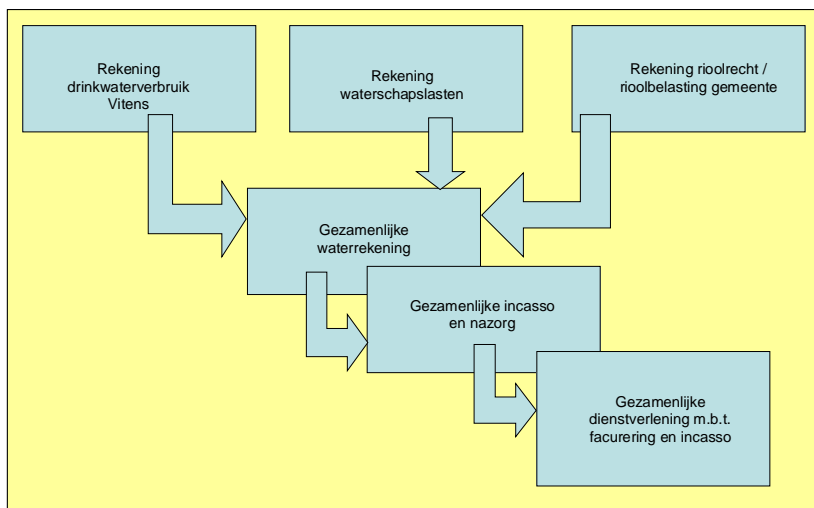 Rekening
drinkwaterverbruik
Vitens
Rekening
waterschapslasten
Rekening rioolrecht /
rioolbelasting gemeente
Gezamenlijke
waterrekening
Gezamenlijke incasso
en nazorg
Gezamenlijke
dienstverlening m.b.t.
facurering en incasso